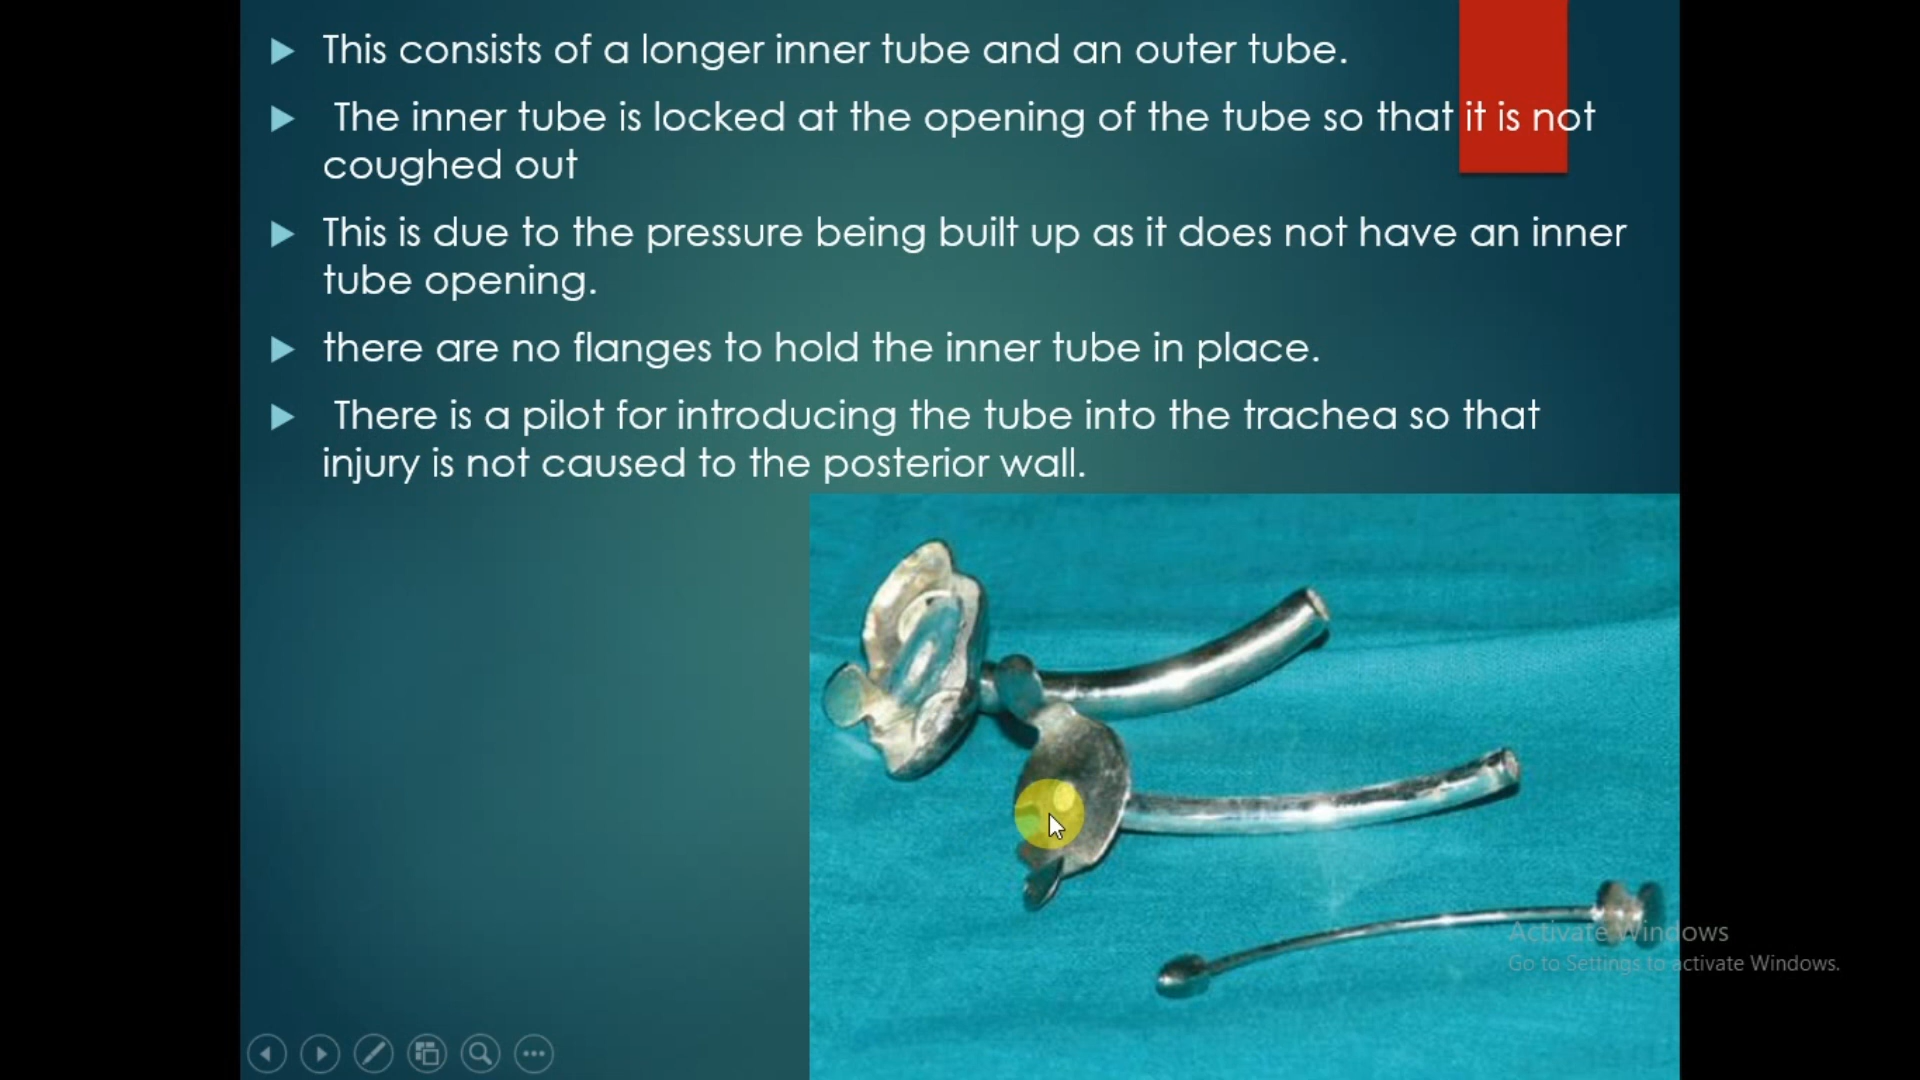 This consists of a longer inner tube and an outer tube.
The inner tube is locked at the opening of the tube so that it is not
coughed out
This is due to the pressure being built up as it does not have an inner
tube opening.
there are no flanges to hold the inner tube in place.
There is a pilot for introducing the tube into the trachea so that
injury is not caused to the posterior wall.
Activate Windows
Go to Settings to activate Windows.